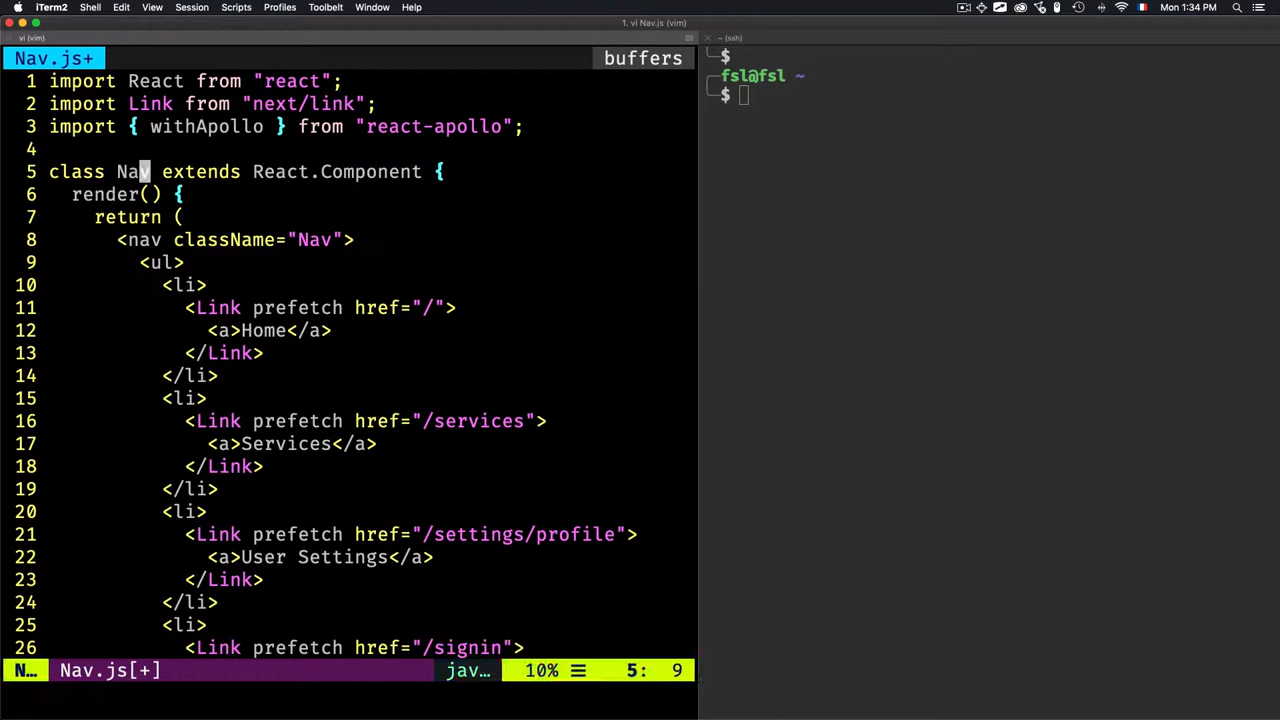 iTerm2 Shell Edit View Session Scripts Profiles Toolbelt Window Help Mon 1:34 PM
1. vi Nav.js (vim)
vi (vim)
Nav.js+ buffers
1 import React from "react";
2 import Link from "next/link";
3 import { withApollo } from "react-apollo";
4
5 class Nav extends React.Component {
6 render() {
7 return (
8 <nav className="Nav">
9 <ul>
10 <li>
11 <Link prefetch href="/">
12 <a>Home</a>
13 </Link>
14 </li>
15 <li>
16 <Link prefetch href="/services">
17 <a>Services</a>
18 </Link>
19 </li>
20 <li>
21 <Link prefetch href="/settings/profile">
22 <a>User Settings</a>
23 </Link>
24 </li>
25 <li>
26 <Link prefetch href="/signin">
N... Nav.js[+] jav... 10% ☰ 5: 9
~ (ssh)
$
fsl@fsl ~
$